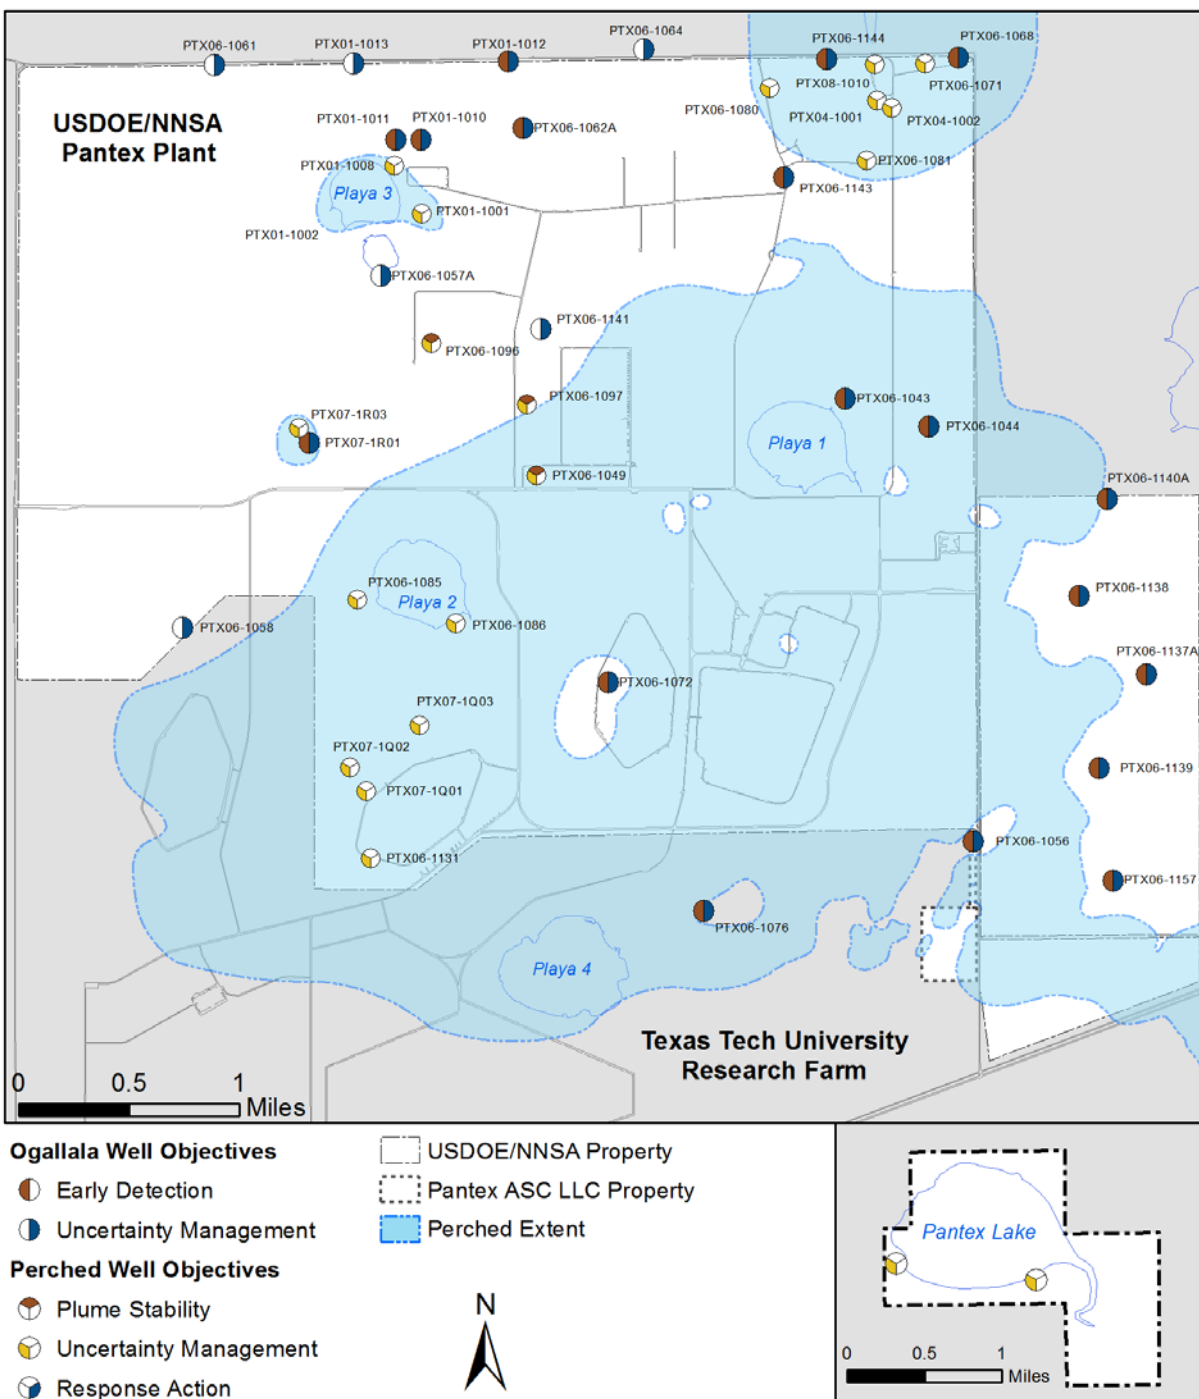 PTX06-1061
PTX01-1013
PTX01-1012
PTX06-1064
PTX06-1144
PTX06-1068
PTX08-1010
PTX06-1071
PTX06-1080
PTX04-1001
PTX04-1002
USDOE/NNSA
Pantex Plant
PTX01-1011
PTX01-1010
PTX06-1062A
PTX06-1081
PTX01-1008
PTX06-1143
Playa 3
PTX01-1001
PTX01-1002
PTX06-1057A
PTX06-1141
PTX06-1096
PTX06-1097
PTX06-1043
PTX07-1R03
PTX06-1044
PTX07-1R01
Playa 1
PTX06-1049
PTX06-1140A
PTX06-1085
PTX06-1138
Playa 2
PTX06-1086
PTX06-1058
PTX06-1137A
PTX06-1072
PTX07-1Q03
PTX07-1Q02
PTX06-1139
PTX07-1Q01
PTX06-1056
PTX06-1131
PTX06-1157
PTX06-1076
Playa 4
Texas Tech University
Research Farm
0 0.5 1
Miles
Ogallala Well Objectives
Early Detection
Uncertainty Management
Perched Well Objectives
Plume Stability
Uncertainty Management
Response Action
USDOE/NNSA Property
Pantex ASC LLC Property
Perched Extent
N
Pantex Lake
0 0.5 1
Miles